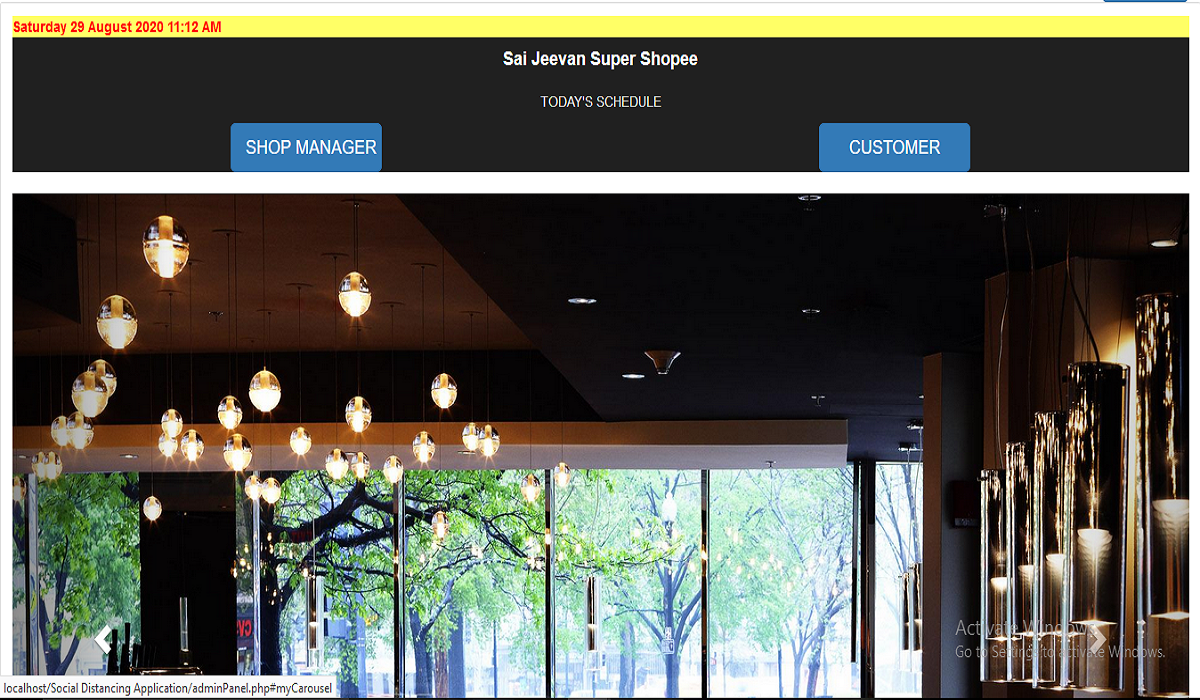 Saturday 29 August 2020 11:12 AM
Sai Jeevan Super Shopee
TODAY'S SCHEDULE
SHOP MANAGER
CUSTOMER
CVS
Activate Windows
Go to Settings to activate Windows.
localhost/Social Distancing Application/adminPanel.php#myCarousel